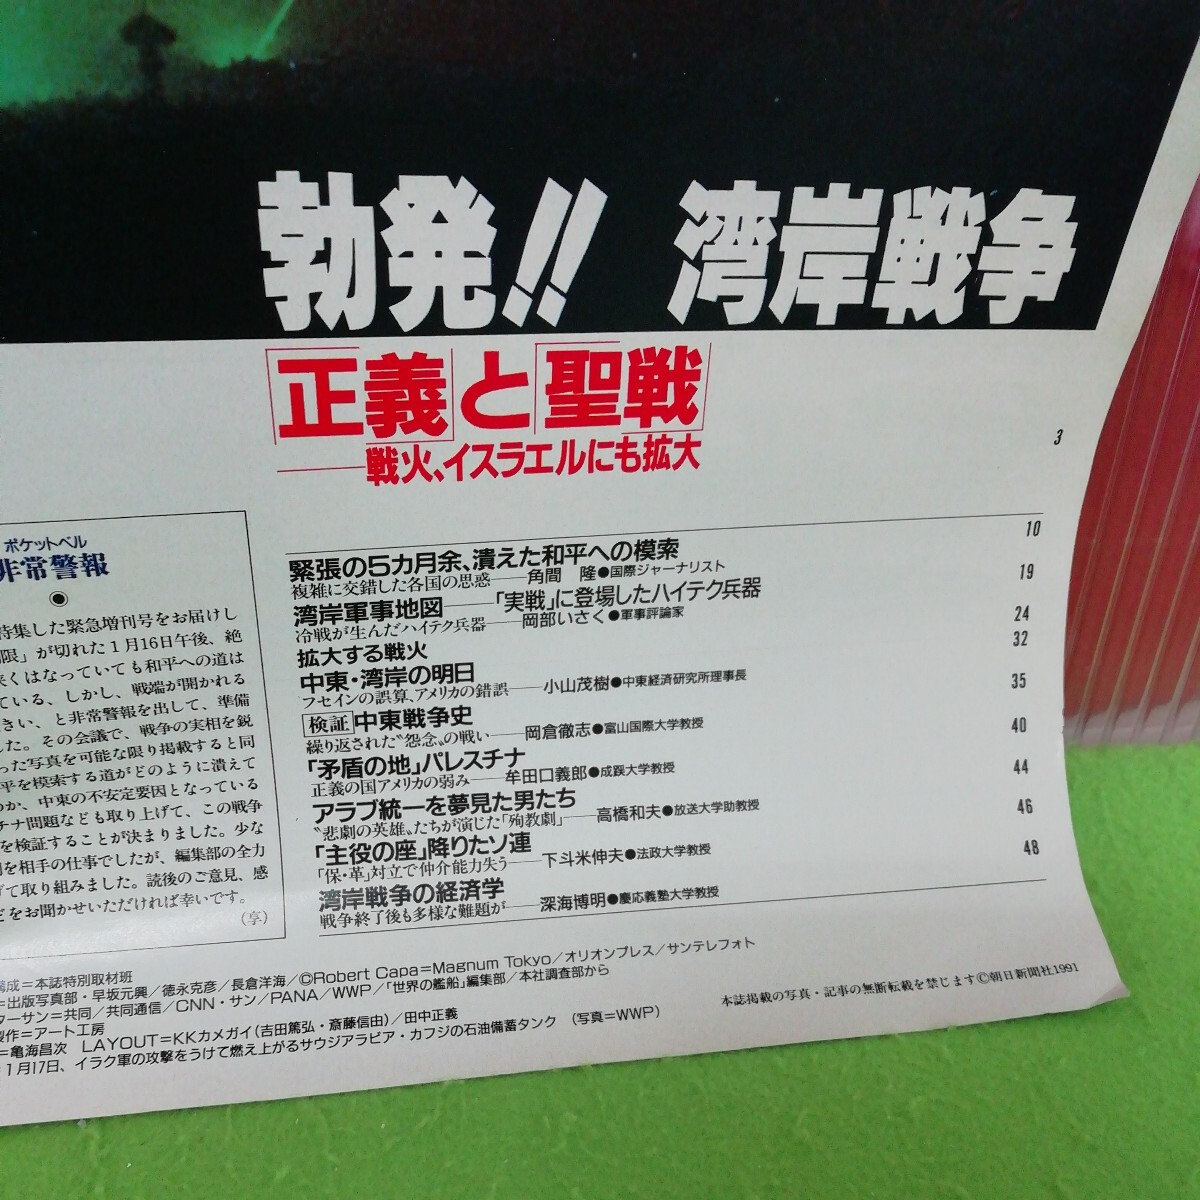 勃発!! 湾岸戦争
「正義」と「聖戦」
——戦火、イスラエルにも拡大
3
緊張の5カ月余、潰えた和平への模索
10
複雑に交錯した各国の思惑——角間 隆●国際ジャーナリスト
湾岸軍事地図——「実戦」に登場したハイテク兵器
19
冷戦が生んだハイテク兵器——岡部いさく●軍事評論家
拡大する戦火
24
中東・湾岸の明日
32
フセインの誤算、アメリカの錯誤——小山茂樹●中東経済研究所理事長
[検証]中東戦争史
35
繰り返された〝怨念〟の戦い——岡倉徹志●富山国際大学教授
「矛盾の地」パレスチナ
40
正義の国アメリカの弱み——牟田口義郎●成蹊大学教授
アラブ統一を夢見た男たち
44
〝悲劇の英雄〟たちが演じた「殉教劇」——高橋和夫●放送大学助教授
「主役の座」降りたソ連
46
「保・革」対立で仲介能力失う——下斗米伸夫●法政大学教授
湾岸戦争の経済学
48
戦争終了後も多様な難題が——深海博明●慶応義塾大学教授
ポケットベル
非常警報
◉
特集した緊急増刊号をお届けし
限」が切れた1月16日午後、絶
くはなっていても和平への道は
ている、しかし、戦端が開かれる
きい、と非常警報を出して、準備
した。その会議で、戦争の実相を鋭
った写真を可能な限り掲載すると同
平を模索する道がどのように潰えて
のか、中東の不安定要因となっている
チナ問題なども取り上げて、この戦争
を検証することが決まりました。少な
を相手の仕事でしたが、編集部の全力
げて取り組みました。読後のご意見、感
どをお聞かせいただければ幸いです。
(亨)
構成=本誌特別取材班
=出版写真部・早坂元興/徳永克彦/長倉洋海/©Robert Capa=Magnum Tokyo/オリオンプレス/サンテレフォト
ターサン=共同/共同通信/CNN・サン/PANA/WWP/「世界の艦船」編集部/本社調査部から
製作=アート工房
=亀海昌次 LAYOUT=KKカメガイ(吉田篤弘・斎藤信由)/田中正義
=1月17日、イラク軍の攻撃をうけて燃え上がるサウジアラビア・カフジの石油備蓄タンク (写真=WWP)
本誌掲載の写真・記事の無断転載を禁じます©朝日新聞社1991